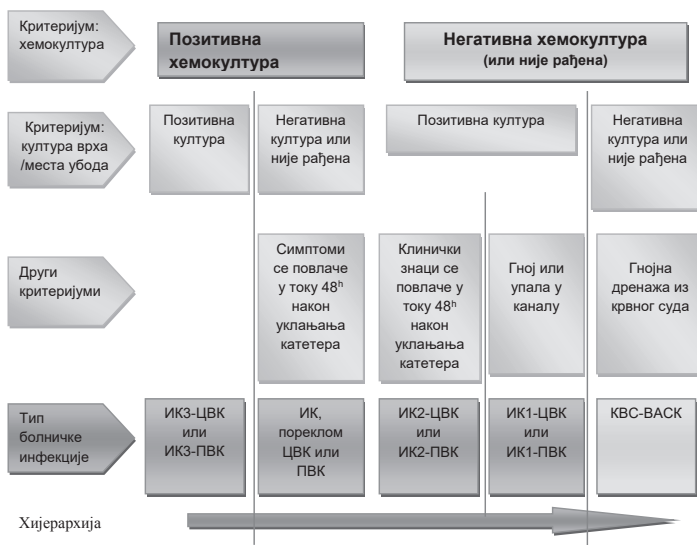 Критеријум:
хемокултура
Позитивна
хемокултура
Негативна хемокултура
(или није рађена)
Критеријум:
култура врха
/места убода
Позитивна
култура
Негативна
култура или
није рађена
Позитивна култура
Негативна
култура или
није рађена
Други
критеријуми
Симптоми
се повлаче
у току 48h
након
уклањања
катетера
Клинички
знаци се
повлаче у
току 48h
након
уклањања
катетера
Гној или
упала у
каналу
Гнојна
дренажа из
крвног суда
Тип
болничке
инфекције
ИК3-ЦВК
или
ИК3-ПВК
ИК,
пореклом
ЦВК или
ПВК
ИК2-ЦВК
или
ИК2-ПВК
ИК1-ЦВК
или
ИК1-ПВК
КВС-ВАСК
Хијерархија